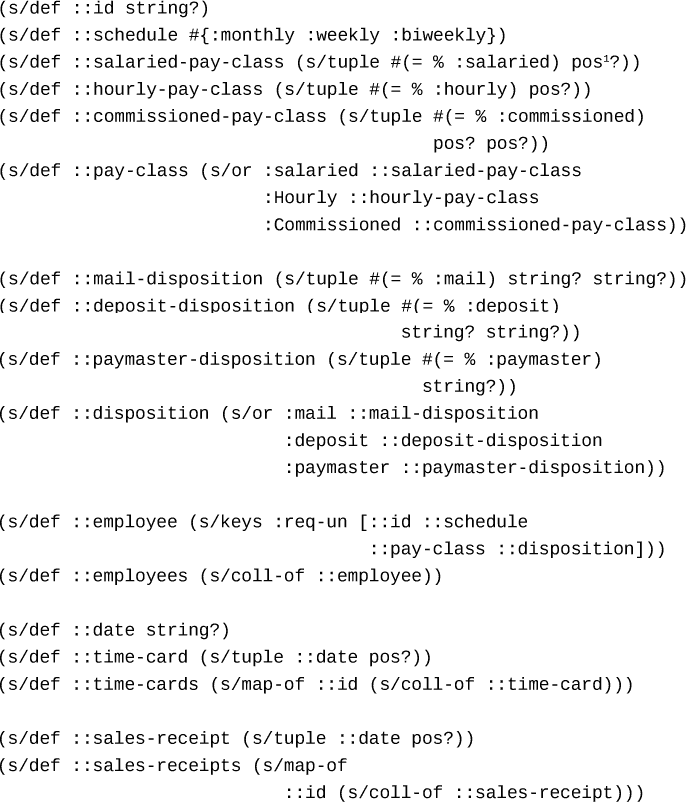 (s/def ::id string?)
(s/def ::schedule #{:monthly :weekly :biweekly})
(s/def ::salaried-pay-class (s/tuple #(= % :salaried) pos¹?))
(s/def ::hourly-pay-class (s/tuple #(= % :hourly) pos?))
(s/def ::commissioned-pay-class (s/tuple #(= % :commissioned)
pos? pos?))
(s/def ::pay-class (s/or :salaried ::salaried-pay-class
:Hourly ::hourly-pay-class
:Commissioned ::commissioned-pay-class))
(s/def ::mail-disposition (s/tuple #(= % :mail) string? string?))
(s/def ::deposit-disposition (s/tuple #(= % :deposit)
string? string?))
(s/def ::paymaster-disposition (s/tuple #(= % :paymaster)
string?))
(s/def ::disposition (s/or :mail ::mail-disposition
:deposit ::deposit-disposition
:paymaster ::paymaster-disposition))
(s/def ::employee (s/keys :req-un [::id ::schedule
::pay-class ::disposition]))
(s/def ::employees (s/coll-of ::employee))
(s/def ::date string?)
(s/def ::time-card (s/tuple ::date pos?))
(s/def ::time-cards (s/map-of ::id (s/coll-of ::time-card)))
(s/def ::sales-receipt (s/tuple ::date pos?))
(s/def ::sales-receipts (s/map-of
::id (s/coll-of ::sales-receipt)))